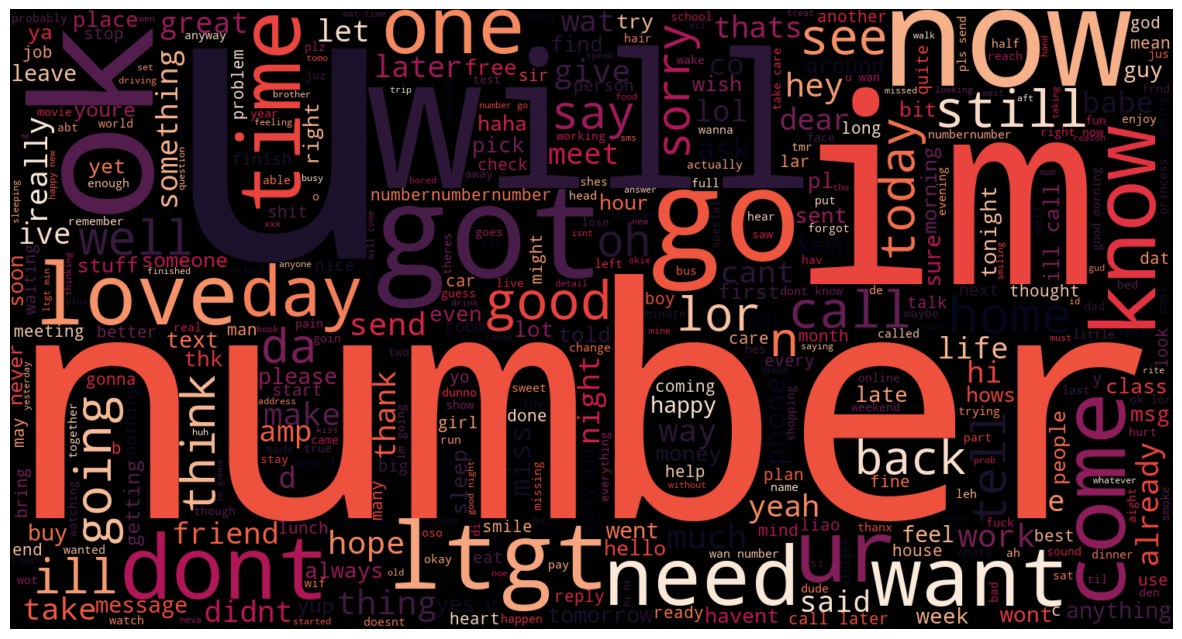 ok
u
time
will
one
now
im
number
got
go
know
come
need
want
ltgt
dont
ur
love
day
good
going
think
back
still
today
see
say
sorry
call
home
well
lor
n
da
d
ill
hope
thing
tell
already
work
yeah
oh
hey
later
free
great
place
ya
job
leave
stop
youre
really
ive
something
right
let
problem
anyway
wat time
plz
tomo
juz
brother
year
feeling
able
busy
shit
xxx
o
yet
enough
remember
world
abt
movie
set
driving
question
sleeping
happy new
soon
waiting
stuff
someone
finished
finish
nice
anyone
asked
meeting
better
real
man
book
pain
goin
text
thk
never
may
yesterday
gonna
please
start
make
amp
address
stay
huh
together
b
bring
getting
nothing
watching
buy
friend
lunch
end
wanted
wot
take
message
watch
didnt
yup
neva
started
always
wif
old
okay
oso
eat
smile
doesnt
heart
yes
happen
noe
reply
pay
tomorrow
ready
went
hello
wan number
much
mind
liao
said
havent
call later
week
wont
c
anything
use
den
til
sat
dinner
house
feel
thanx
dude
si
ah
bad
whats
sound
best
fuck
smoke
aight
whatever
rite
ok lor
hurt
msg
class
look
y
last
little
must
dad
id
gud
bed
dat
good morning
ill call
mum
smiling
evening
tonight
thought
next
hows
hi
life
late
online
weekend
fine
leh
plan
name
trying
part
prob
e
people
way
money
happy
coming
help
without
care
called
saying
phone
every
month
shopping
dream
hes
mine
minute
boy
bus
told
change
lot
even
send
night
thank
many
miss
missing
sleep
girl
run
done
sweet
luv
show
dunno
yo
two
kiss
came
true
big
im going
word
made
good night
everything
room
drink
guess
car
live
detail
might
left
hour
numbernumbernumber
numbernumber
goes
theres
isnt
okie
new
lose
answer
head
shes
full
actually
pick
check
meet
haha
working
test
number go
trip
sir
give
find
wat
speak
person
food
sms
try
hair
school
wake
thats
co
wish
lol
wanna
ask
take care
another
around
face
dear
bit
long
lar
tmr
pl
tho
put
sent
forgot
keep
hear
saw
hav
cant
first
dont know
talk
maybe
de
sure
morning
quite
u wan
missed
looking
walk
wait
aft
half
reach
pls send
hand
treat
god
mean
jus
guy
frnd
babe
enjoy
fun
right now
reason
taking
princess